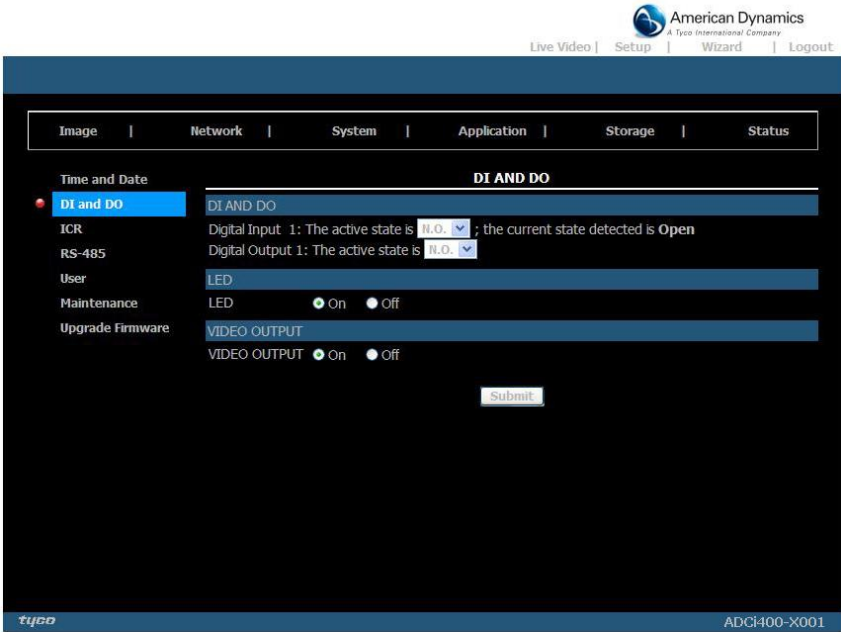 American Dynamics
A Tyco International Company
Live Video | Setup | Wizard | Logout
Image | Network | System | Application | Storage | Status
Time and Date
DI and DO
ICR
RS-485
User
Maintenance
Upgrade Firmware
DI AND DO
DI AND DO
Digital Input 1: The active state is N.O. ; the current state detected is Open
Digital Output 1: The active state is N.O.
LED
LED On Off
VIDEO OUTPUT
VIDEO OUTPUT On Off
Submit
tyco
ADCi400-X001